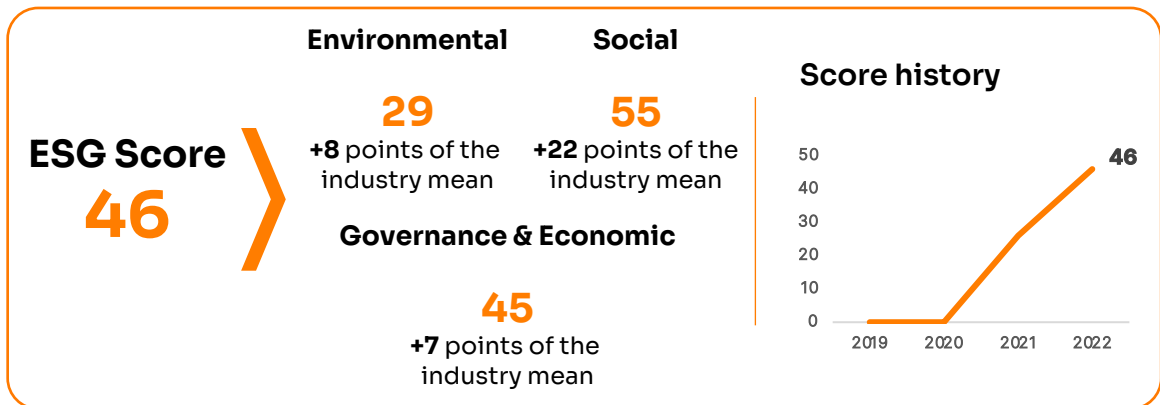 ESG Score
46
Environmental
29
+8 points of the
industry mean
Social
55
+22 points of the
industry mean
Governance & Economic
45
+7 points of the
industry mean
Score history
50
40
30
20
10
0
46
2019 2020 2021 2022